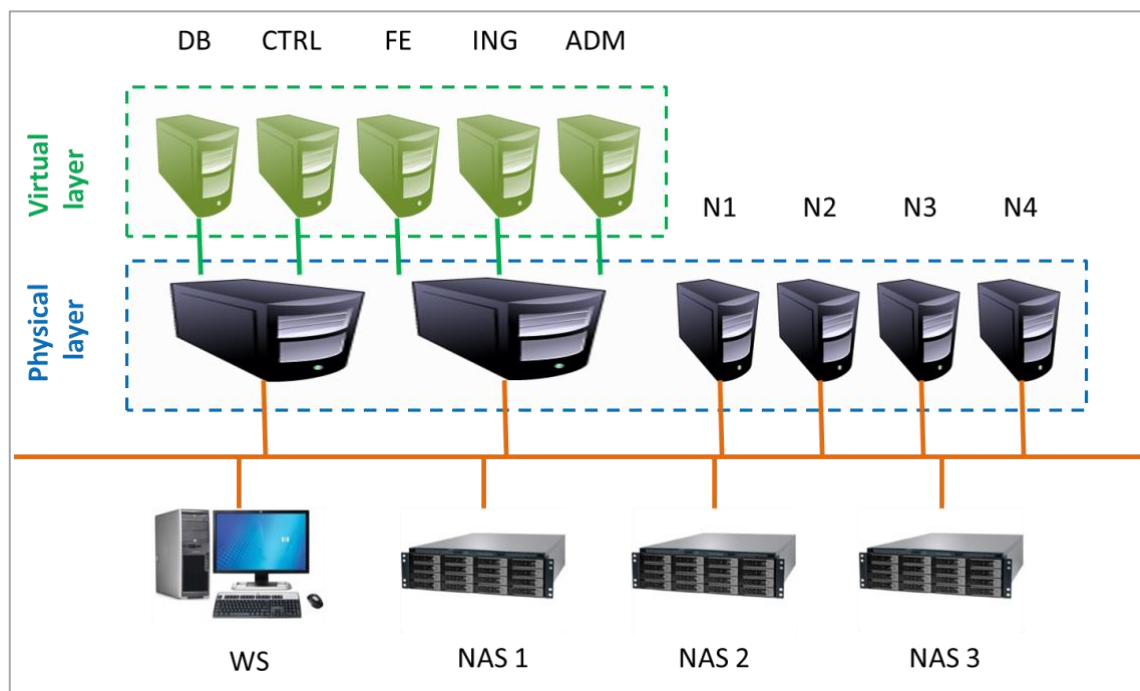 DB CTRL FE ING ADM
Virtual
layer
N1 N2 N3 N4
Physical
layer
WS NAS 1 NAS 2 NAS 3